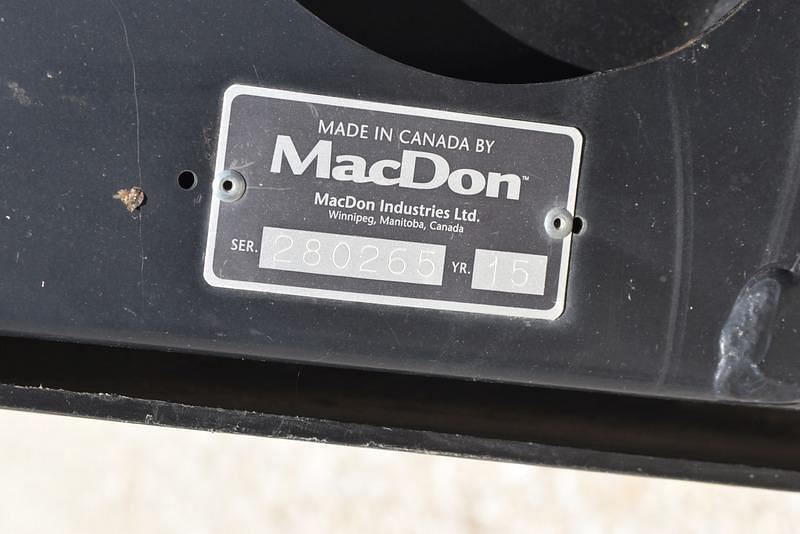 MADE IN CANADA BY
MacDon™
MacDon Industries Ltd.
Winnipeg, Manitoba, Canada
SER. 280265 YR. 15